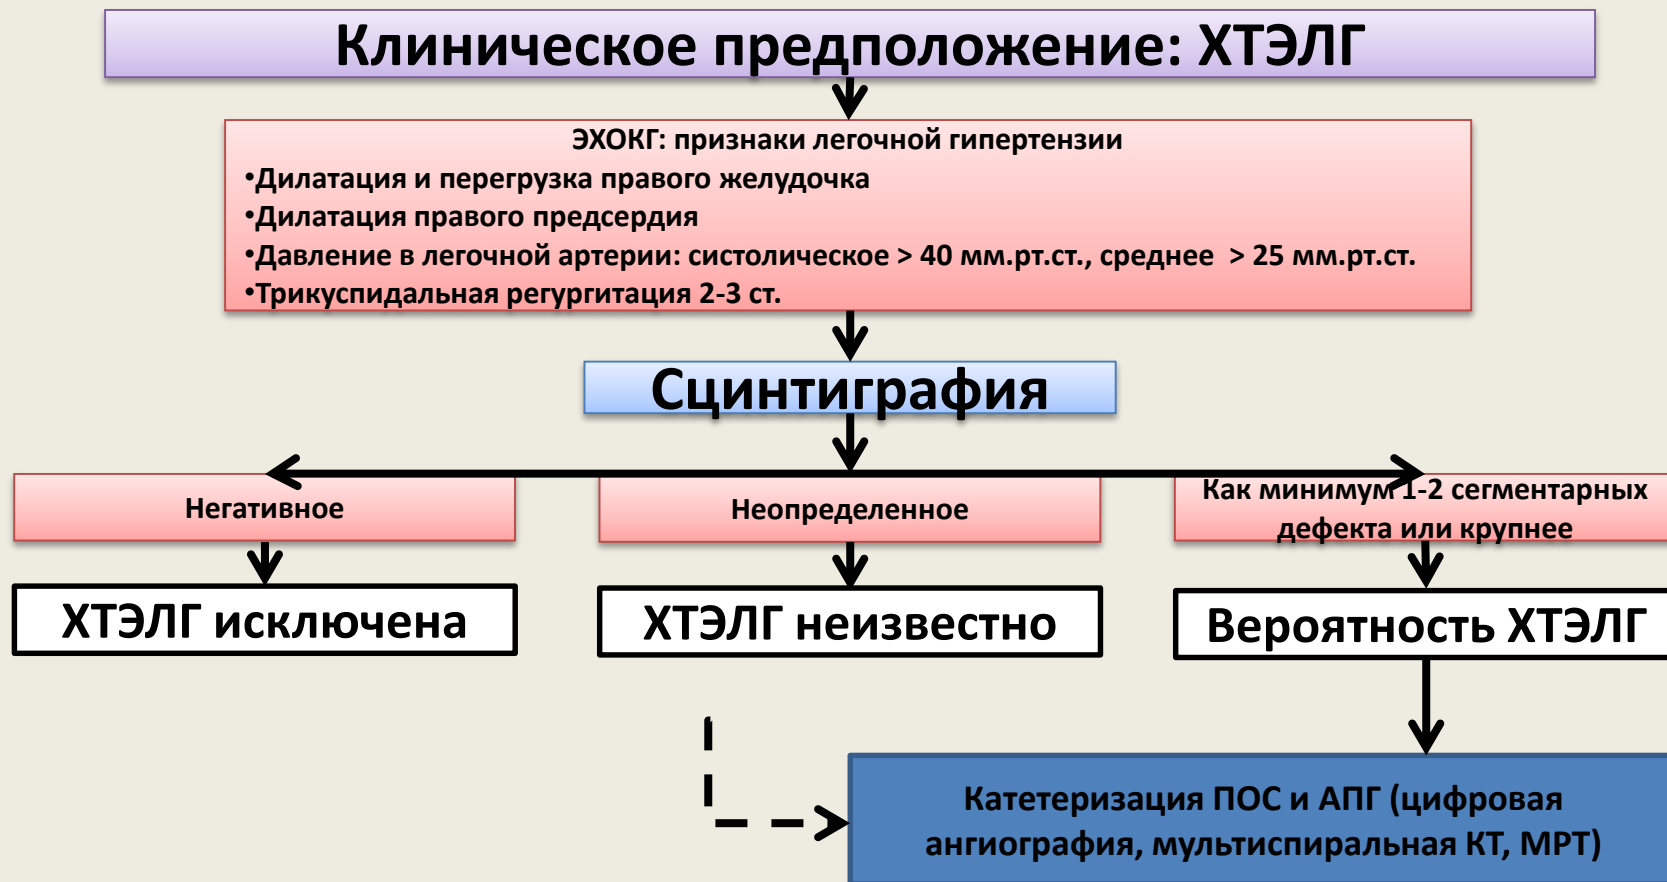 Клиническое предположение: ХТЭЛГ
ЭХОКГ: признаки легочной гипертензии
•Дилатация и перегрузка правого желудочка
•Дилатация правого предсердия
•Давление в легочной артерии: систолическое > 40 мм.рт.ст., среднее > 25 мм.рт.ст.
•Трикуспидальная регургитация 2-3 ст.
Сцинтиграфия
Негативное
Неопределенное
Как минимум 1-2 сегментарных
дефекта или крупнее
ХТЭЛГ исключена
ХТЭЛГ неизвестно
Вероятность ХТЭЛГ
Катетеризация ПОС и АПГ (цифровая
ангиография, мультиспиральная КТ, МРТ)